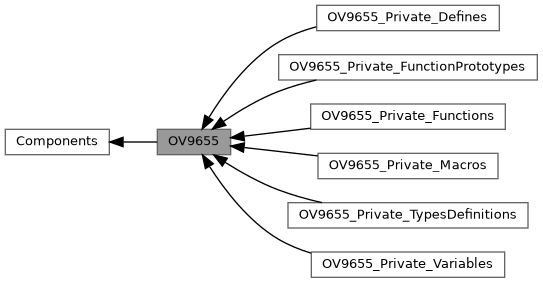 OV9655_Private_Defines
OV9655_Private_FunctionPrototypes
OV9655_Private_Functions
Components
OV9655
OV9655_Private_Macros
OV9655_Private_TypesDefinitions
OV9655_Private_Variables